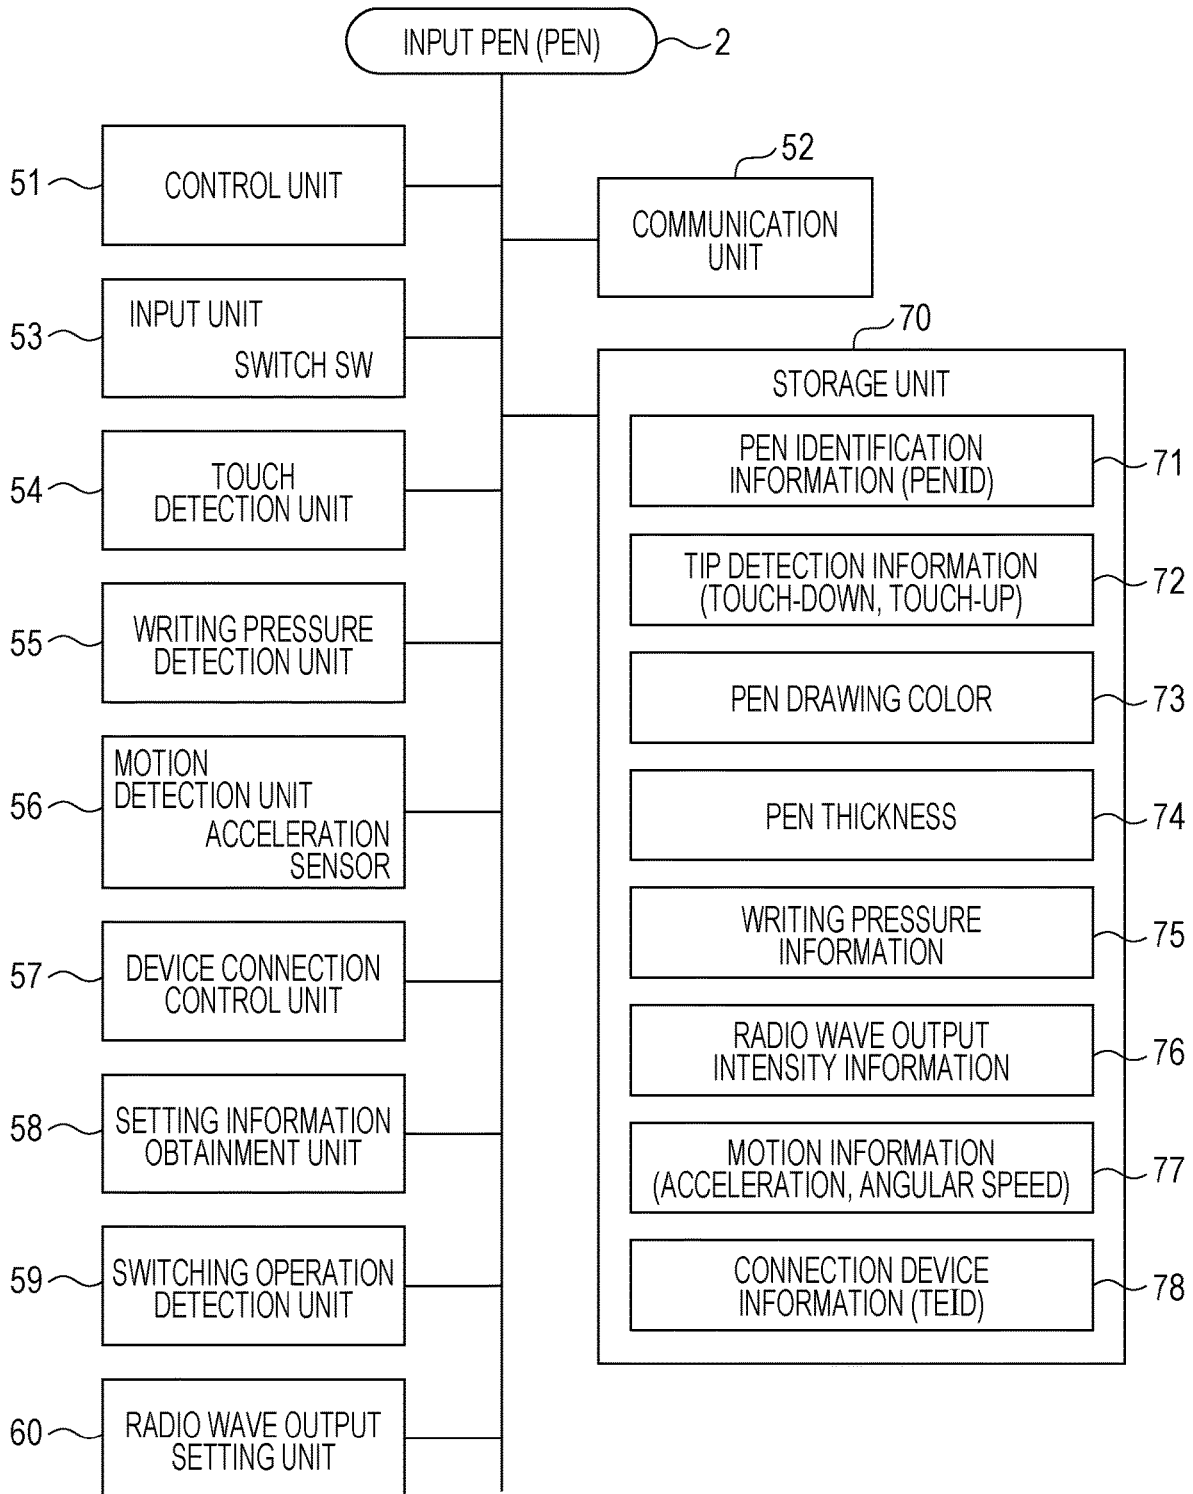 INPUT PEN (PEN)
2
51
CONTROL UNIT
52
COMMUNICATION
UNIT
53
INPUT UNIT
SWITCH SW
54
TOUCH
DETECTION UNIT
55
WRITING PRESSURE
DETECTION UNIT
56
MOTION
DETECTION UNIT
ACCELERATION
SENSOR
57
DEVICE CONNECTION
CONTROL UNIT
58
SETTING INFORMATION
OBTAINMENT UNIT
59
SWITCHING OPERATION
DETECTION UNIT
60
RADIO WAVE OUTPUT
SETTING UNIT
70
STORAGE UNIT
PEN IDENTIFICATION
INFORMATION (PENID)
71
TIP DETECTION INFORMATION
(TOUCH-DOWN, TOUCH-UP)
72
PEN DRAWING COLOR
73
PEN THICKNESS
74
WRITING PRESSURE
INFORMATION
75
RADIO WAVE OUTPUT
INTENSITY INFORMATION
76
MOTION INFORMATION
(ACCELERATION, ANGULAR SPEED)
77
CONNECTION DEVICE
INFORMATION (TEID)
78